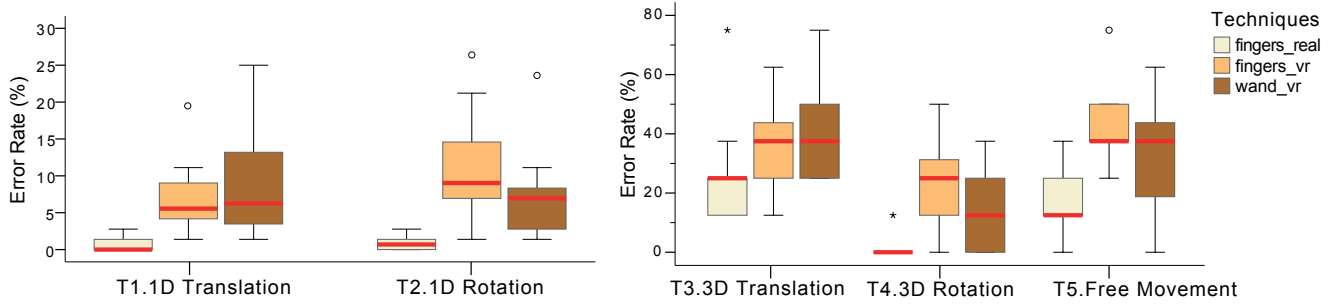 30
25
20
15
10
5
0
Error Rate (%)
T1.1D Translation
T2.1D Rotation
80
60
40
20
0
Error Rate (%)
T3.3D Translation
T4.3D Rotation
T5.Free Movement
Techniques
fingers_real
fingers_vr
wand_vr